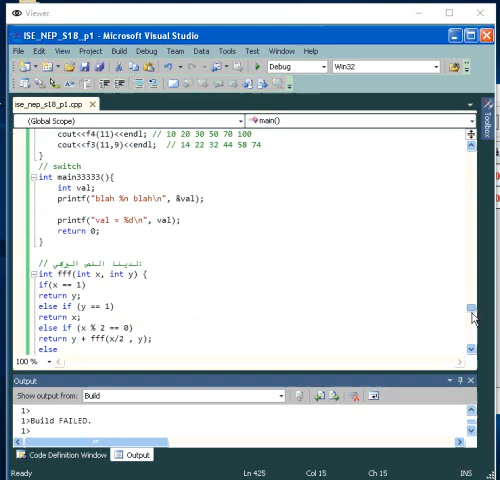 Viewer
ISE_NEP_S18_p1 - Microsoft Visual Studio
File Edit View Project Build Debug Team Data Tools Test Window Help
Debug Win32
ise_nep_s18_p1.cpp
(Global Scope) main()
Toolbox
cout<<f4(11)<<endl; // 10 20 30 50 70 100
cout<<f3(11,9)<<endl; // 14 22 32 44 58 74
}
// switch
int main33333(){
int val;
printf("blah %n blah\n", &val);
printf("val = %d\n", val);
return 0;
}
// لدينا النص البرمجي:
int fff(int x, int y) {
if(x == 1)
return y;
else if (y == 1)
return x;
else if (x % 2 == 0)
return y + fff(x/2 , y);
else
100 %
Output
Show output from: Build
1>
1>Build FAILED.
1>
Code Definition Window Output
Ready Ln 425 Col 15 Ch 15 INS